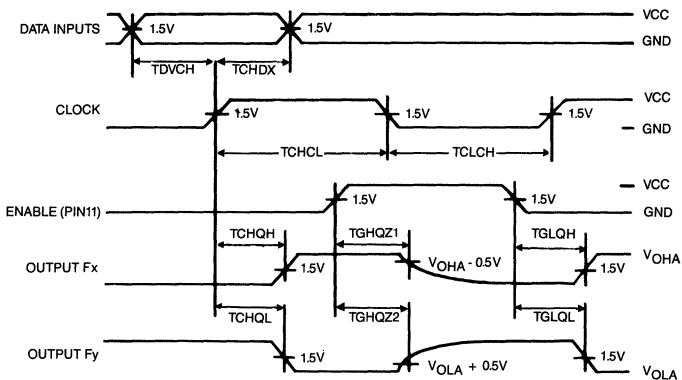 VCC
DATA INPUTS
1.5V
1.5V
GND
TDVCH
TCHDX
VCC
CLOCK
1.5V
1.5V
1.5V
GND
TCHCL
TCLCH
VCC
1.5V
1.5V
ENABLE (PIN11)
GND
TCHQH
TGHQZ1
TGLQH
VOHA
OUTPUT Fx
1.5V
VOHA - 0.5V
1.5V
TCHQL
TGHQZ2
TGLQL
OUTPUT Fy
1.5V
VOLA + 0.5V
1.5V
VOLA